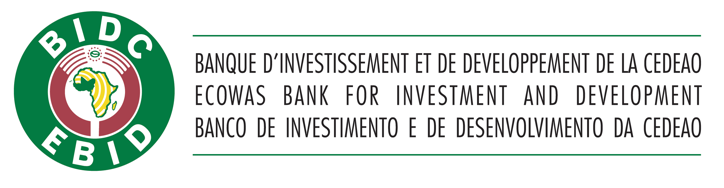 BIDC
EBID
BANQUE D'INVESTISSEMENT ET DE DEVELOPPEMENT DE LA CEDEAO
ECOWAS BANK FOR INVESTMENT AND DEVELOPMENT
BANCO DE INVESTIMENTO E DE DESENVOLVIMENTO DA CEDEAO